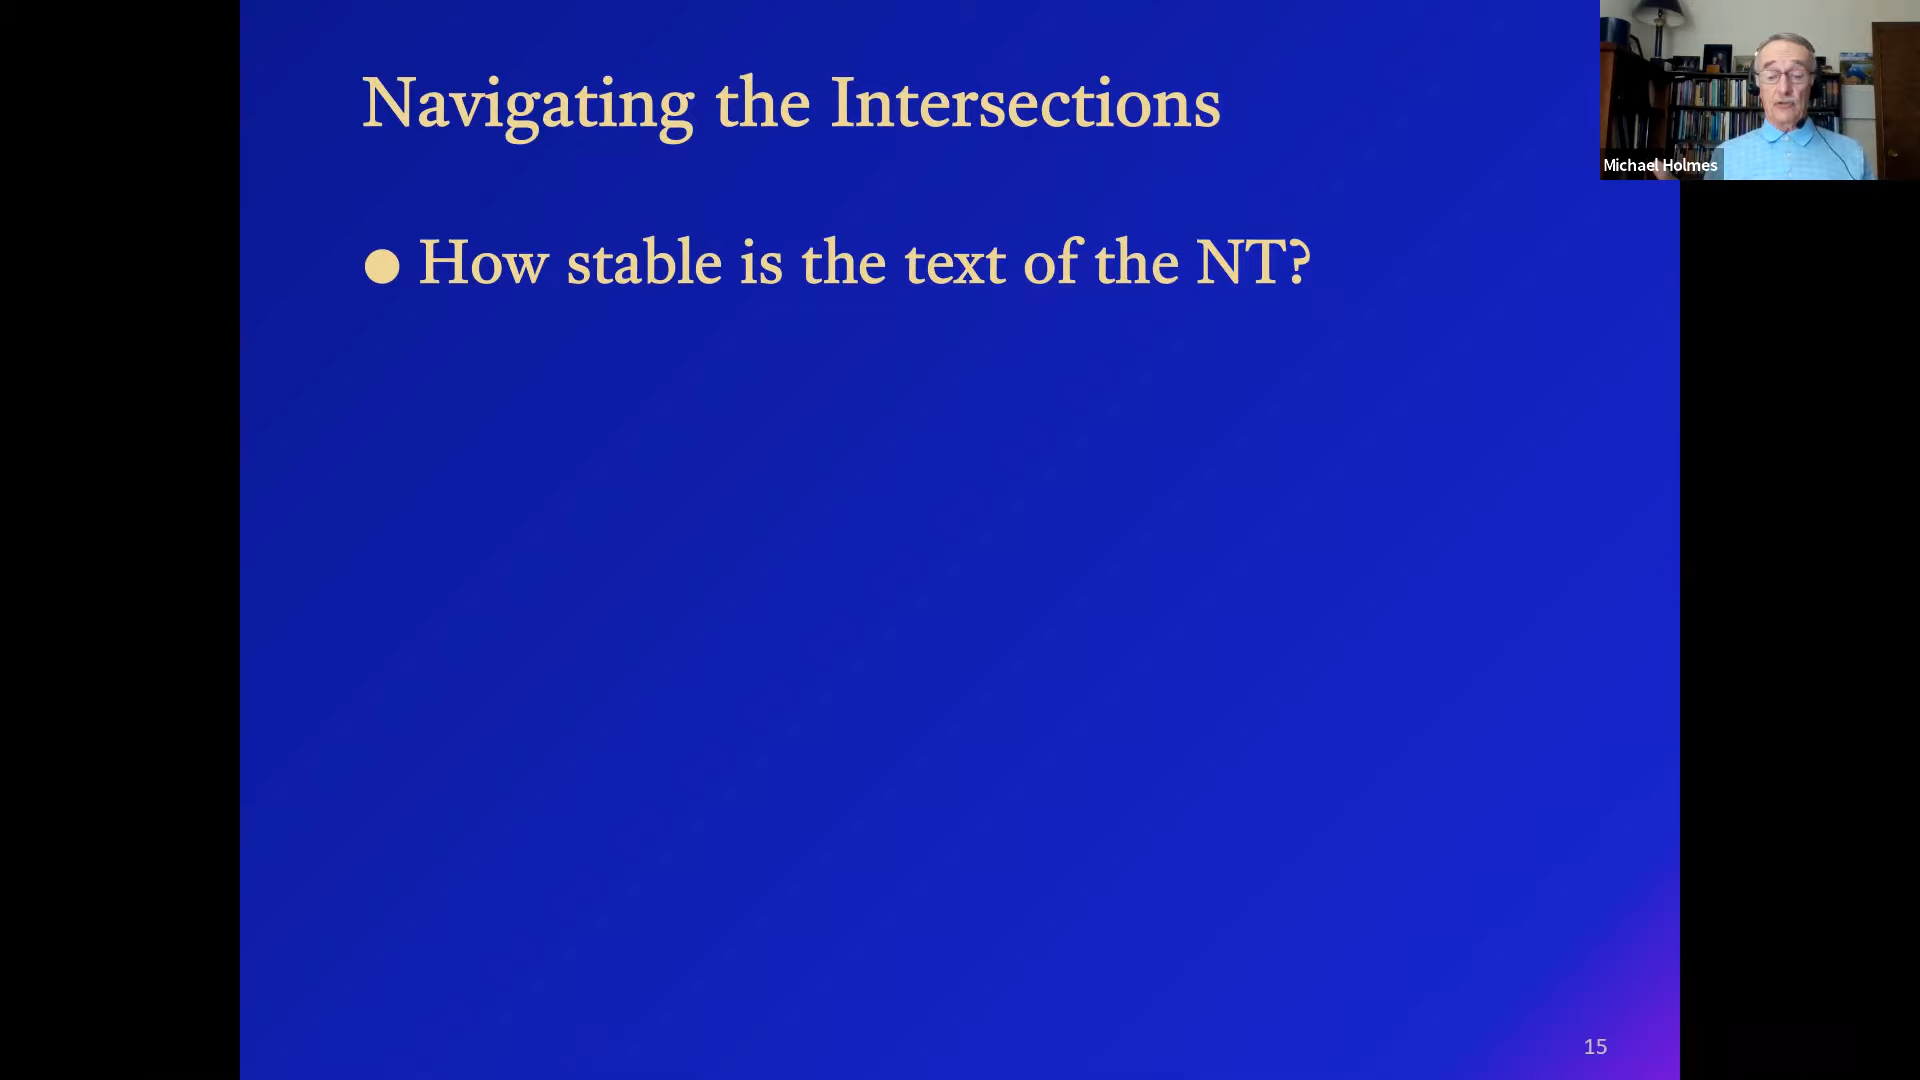 Navigating the Intersections
Michael Holmes
● How stable is the text of the NT?
15